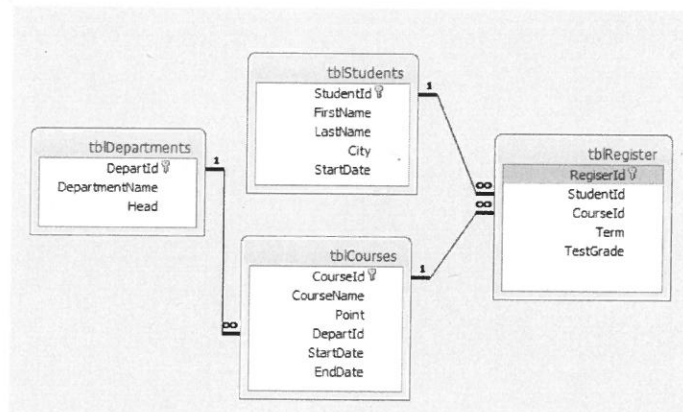 tblStudents
StudentId
FirstName
LastName
City
StartDate
1
tblDepartments
DepartId
DepartmentName
Head
1
tblRegister
RegiserId
StudentId
CourseId
Term
TestGrade
∞
∞
tblCourses
CourseId
CourseName
Point
DepartId
StartDate
EndDate
1
∞